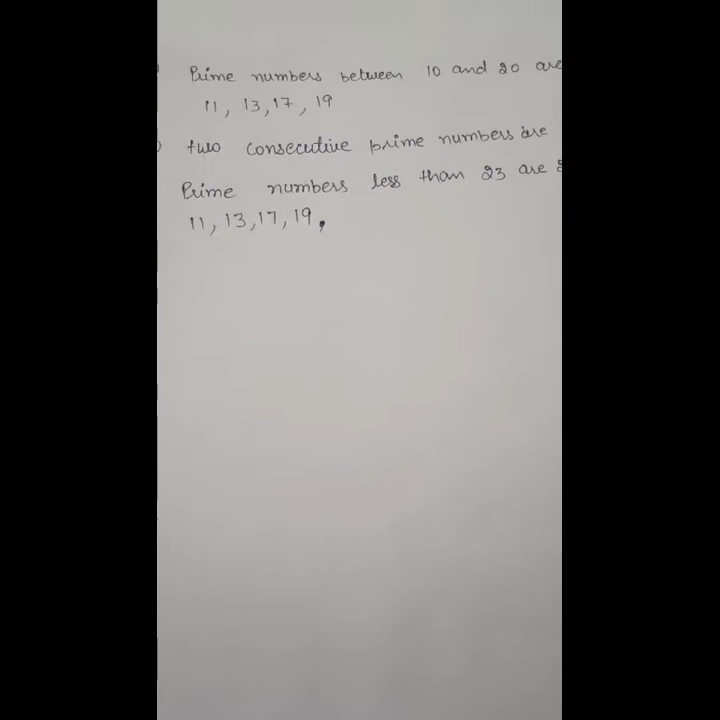 Prime numbers between 10 and 20 are
11, 13, 17, 19
two consecutive prime numbers are
Prime numbers less than 23 are
11, 13, 17, 19,